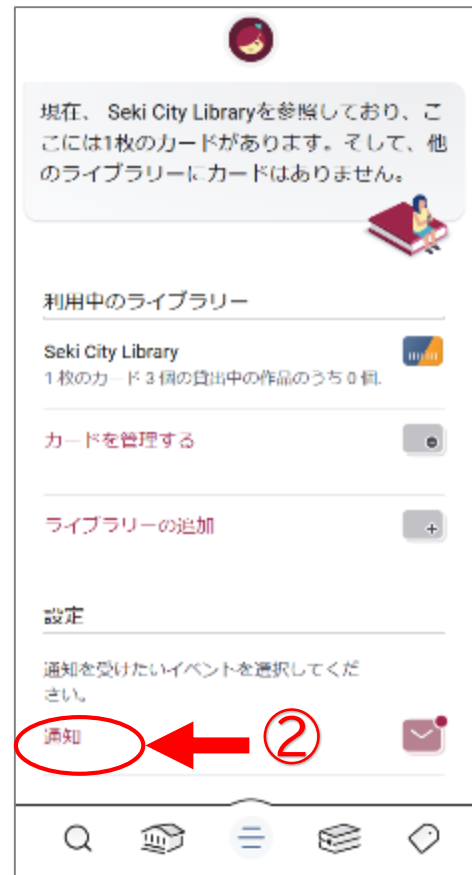 現在、 Seki City Libraryを参照しており、こ
こには1枚のカードがあります。そして、他
のライブラリーにカードはありません。
利用中のライブラリー
Seki City Library
1 枚のカード 3 個の貸出中の作品のうち 0 個.
カードを管理する
ライブラリーの追加
設定
通知を受けたいイベントを選択してくだ
さい。
通知
②